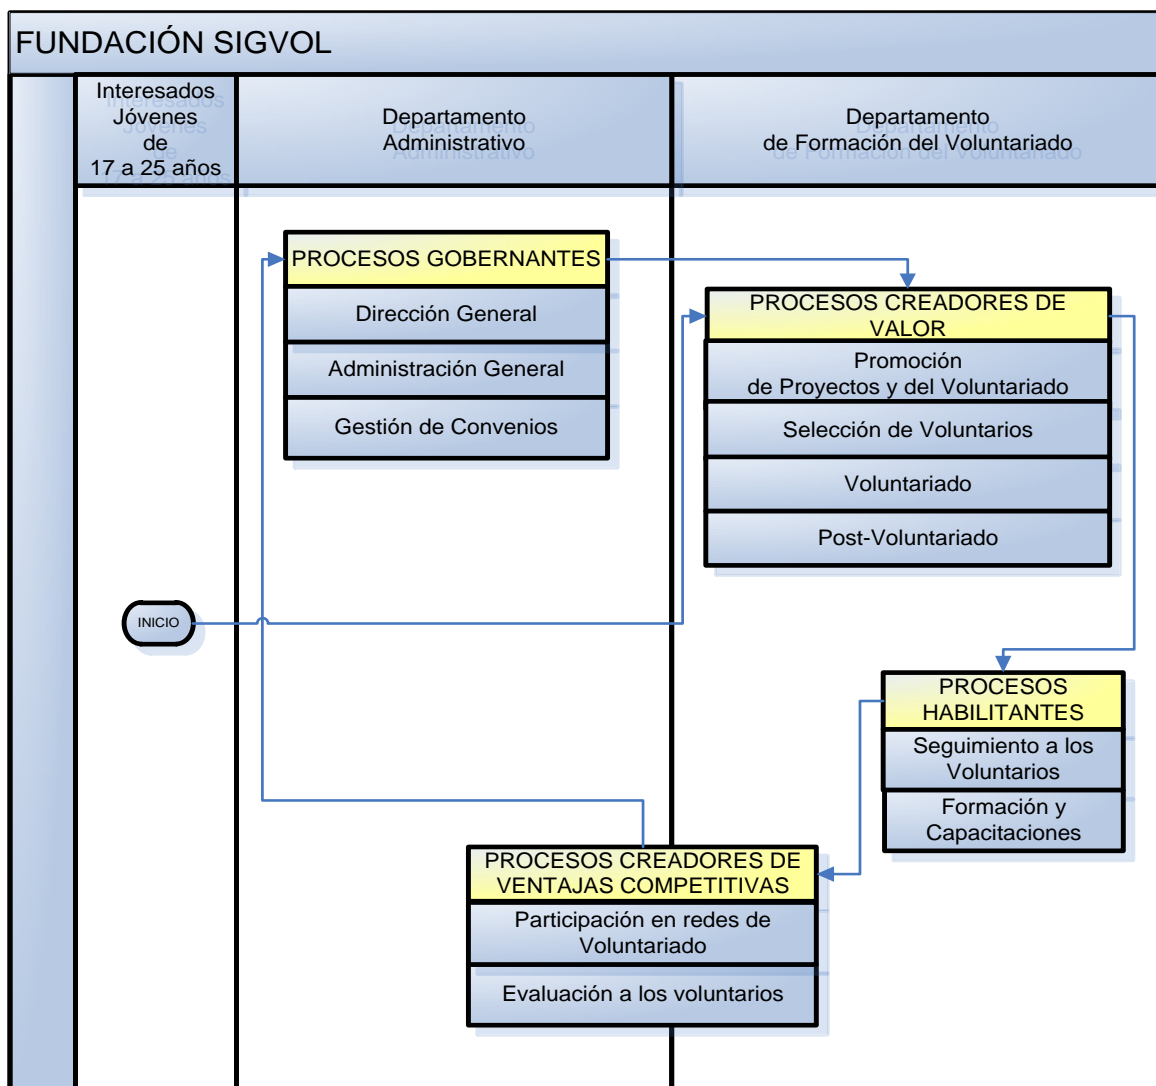 FUNDACIÓN SIGVOL
Interesados
Jóvenes
de
17 a 25 años
Departamento
Administrativo
Departamento
de Formación del Voluntariado
PROCESOS GOBERNANTES
Dirección General
Administración General
Gestión de Convenios
PROCESOS CREADORES DE
VALOR
Promoción
de Proyectos y del Voluntariado
Selección de Voluntarios
Voluntariado
Post-Voluntariado
INICIO
PROCESOS
HABILITANTES
Seguimiento a los
Voluntarios
Formación y
Capacitaciones
PROCESOS CREADORES DE
VENTAJAS COMPETITIVAS
Participación en redes de
Voluntariado
Evaluación a los voluntarios